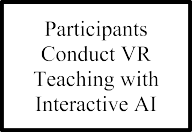 Participants
Conduct VR
Teaching with
Interactive AI